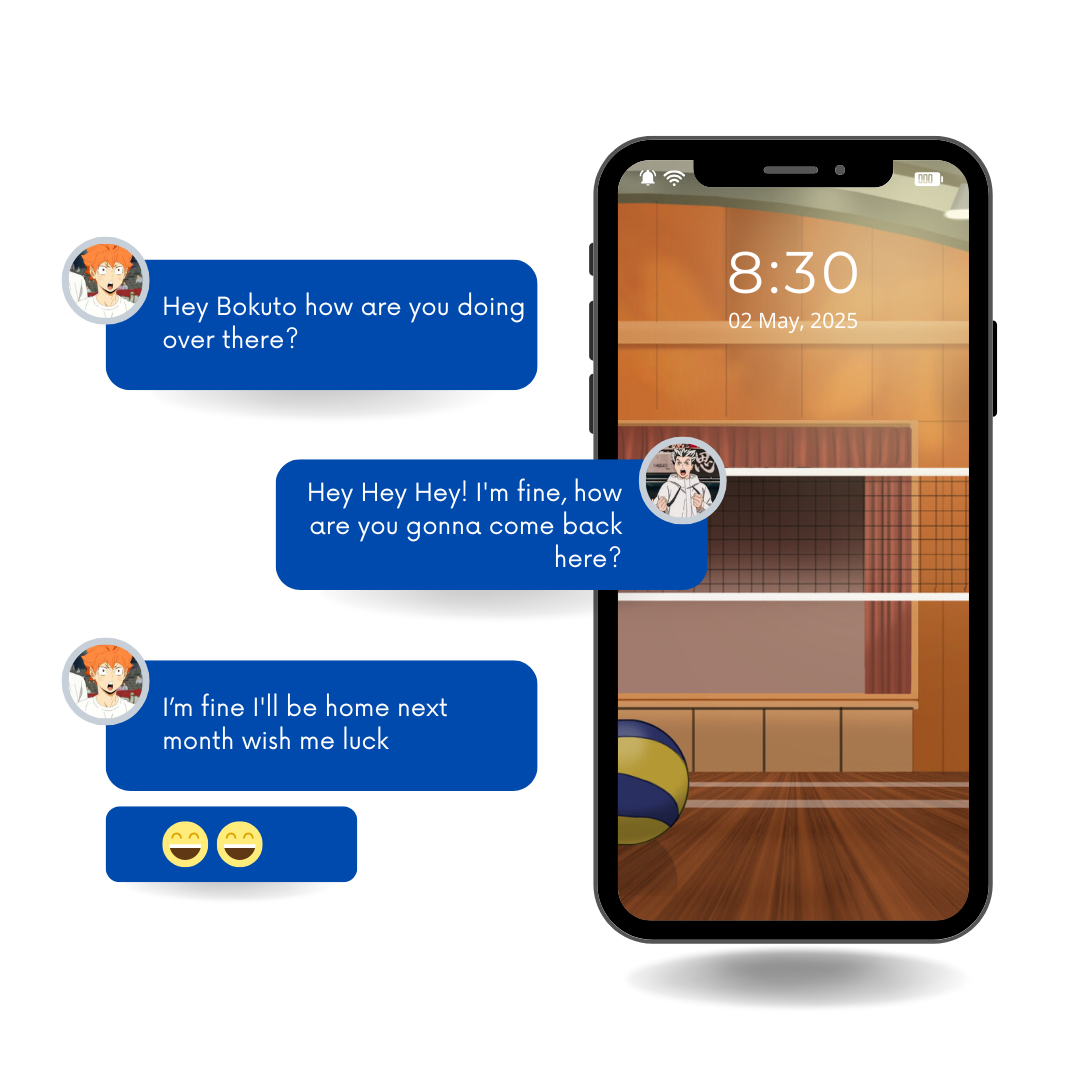 8:30
02 May, 2025
Hey Bokuto how are you doing
over there?
Hey Hey Hey! I'm fine, how
are you gonna come back
here?
I’m fine I'll be home next
month wish me luck